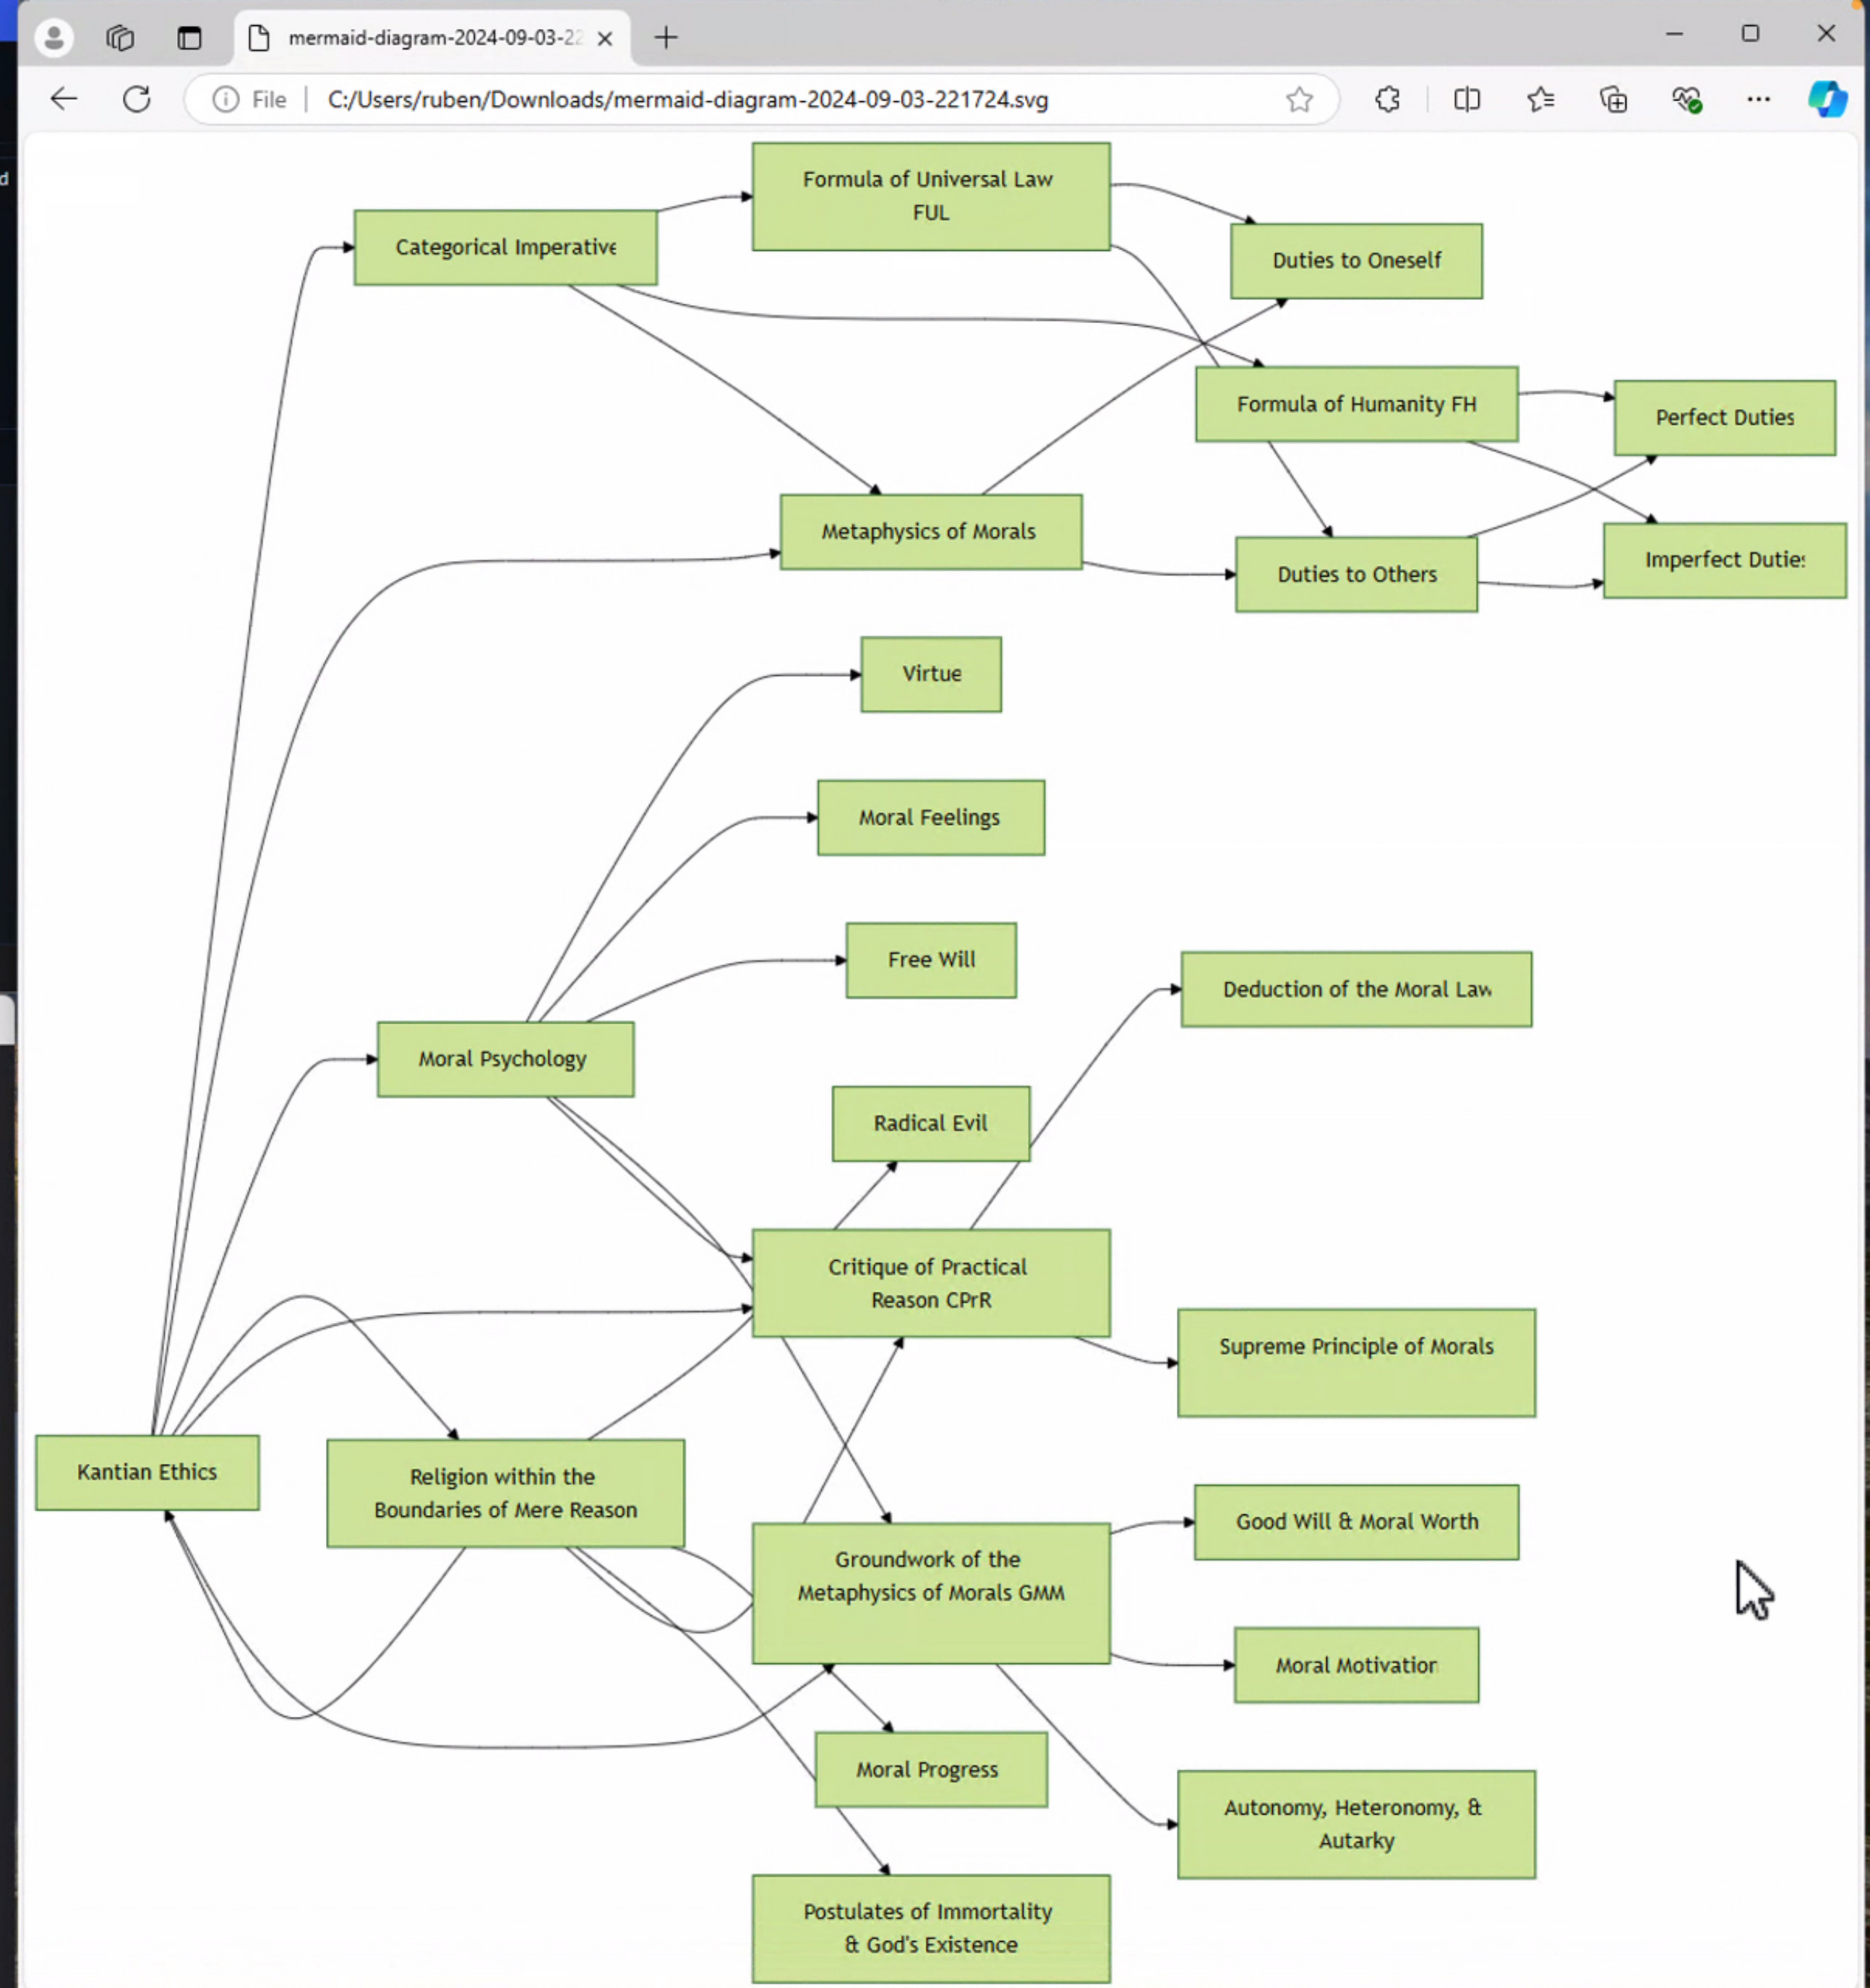 mermaid-diagram-2024-09-03-22
File
C:/Users/ruben/Downloads/mermaid-diagram-2024-09-03-221724.svg
d
Formula of Universal Law
FUL
Categorical Imperative
Duties to Oneself
Formula of Humanity FH
Perfect Duties
Metaphysics of Morals
Duties to Others
Imperfect Duties
Virtue
Moral Feelings
Free Will
Deduction of the Moral Law
Moral Psychology
Radical Evil
Critique of Practical
Reason CPrR
Supreme Principle of Morals
Kantian Ethics
Religion within the
Boundaries of Mere Reason
Good Will & Moral Worth
Groundwork of the
Metaphysics of Morals GMM
Moral Motivation
Moral Progress
Autonomy, Heteronomy, &
Autarky
Postulates of Immortality
& God's Existence